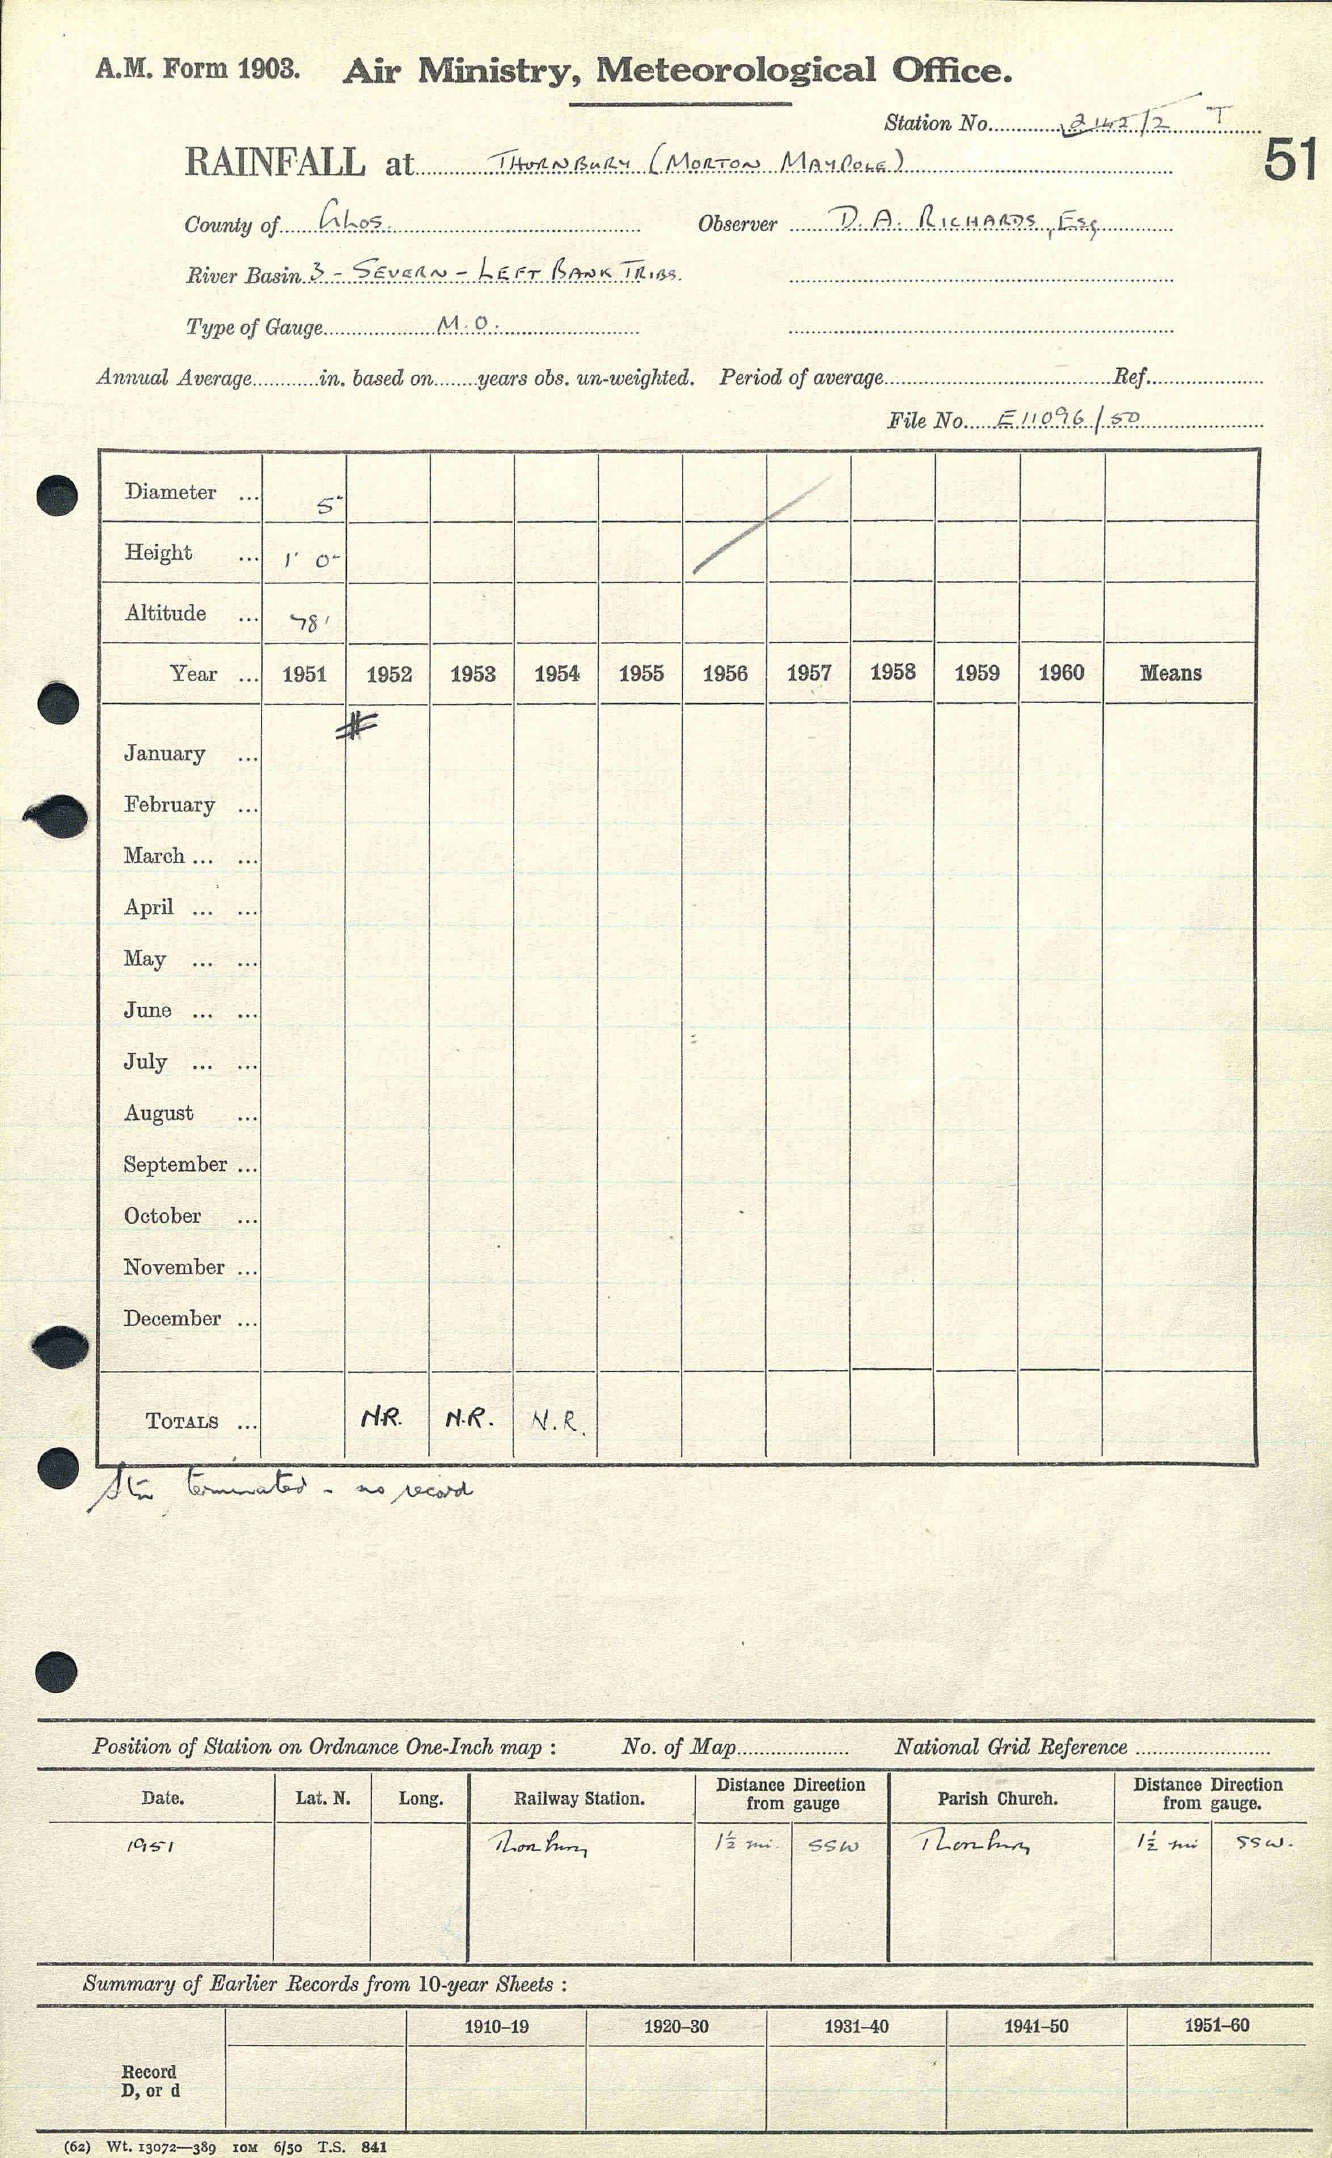 A.M. Form 1903. Air Ministry, Meteorological Office.
Station No. 2142/2 T
51
RAINFALL at THORNBURY (MORTON MAYPOLE)
County of Glos. Observer D. A. RICHARDS, Esq
River Basin 3 - SEVERN - LEFT BANK TRIBS.
Type of Gauge M.O.
Annual Average in. based on years obs. un-weighted. Period of average Ref.
File No. E11096/50
Diameter ... 5"
Height ... 1' 0"
Altitude ... 78'
Year ... 1951 1952 1953 1954 1955 1956 1957 1958 1959 1960 Means
#
January ...
February ...
March ... ...
April ... ...
May ... ...
June ... ...
July ... ...
August ...
September ...
October ...
November ...
December ...
TOTALS ... N.R. N.R. N.R.
Stn terminated - no record
Position of Station on Ordnance One-Inch map : No. of Map National Grid Reference
Date. Lat. N. Long. Railway Station. Distance Direction from gauge Parish Church. Distance Direction from gauge.
1951 Thornbury 1½ mi. SSW Thornbury 1½ mi SSW.
Summary of Earlier Records from 10-year Sheets :
1910–19 1920–30 1931–40 1941–50 1951–60
Record
D, or d
(62) Wt. 13072—389 10M 6/50 T.S. 841